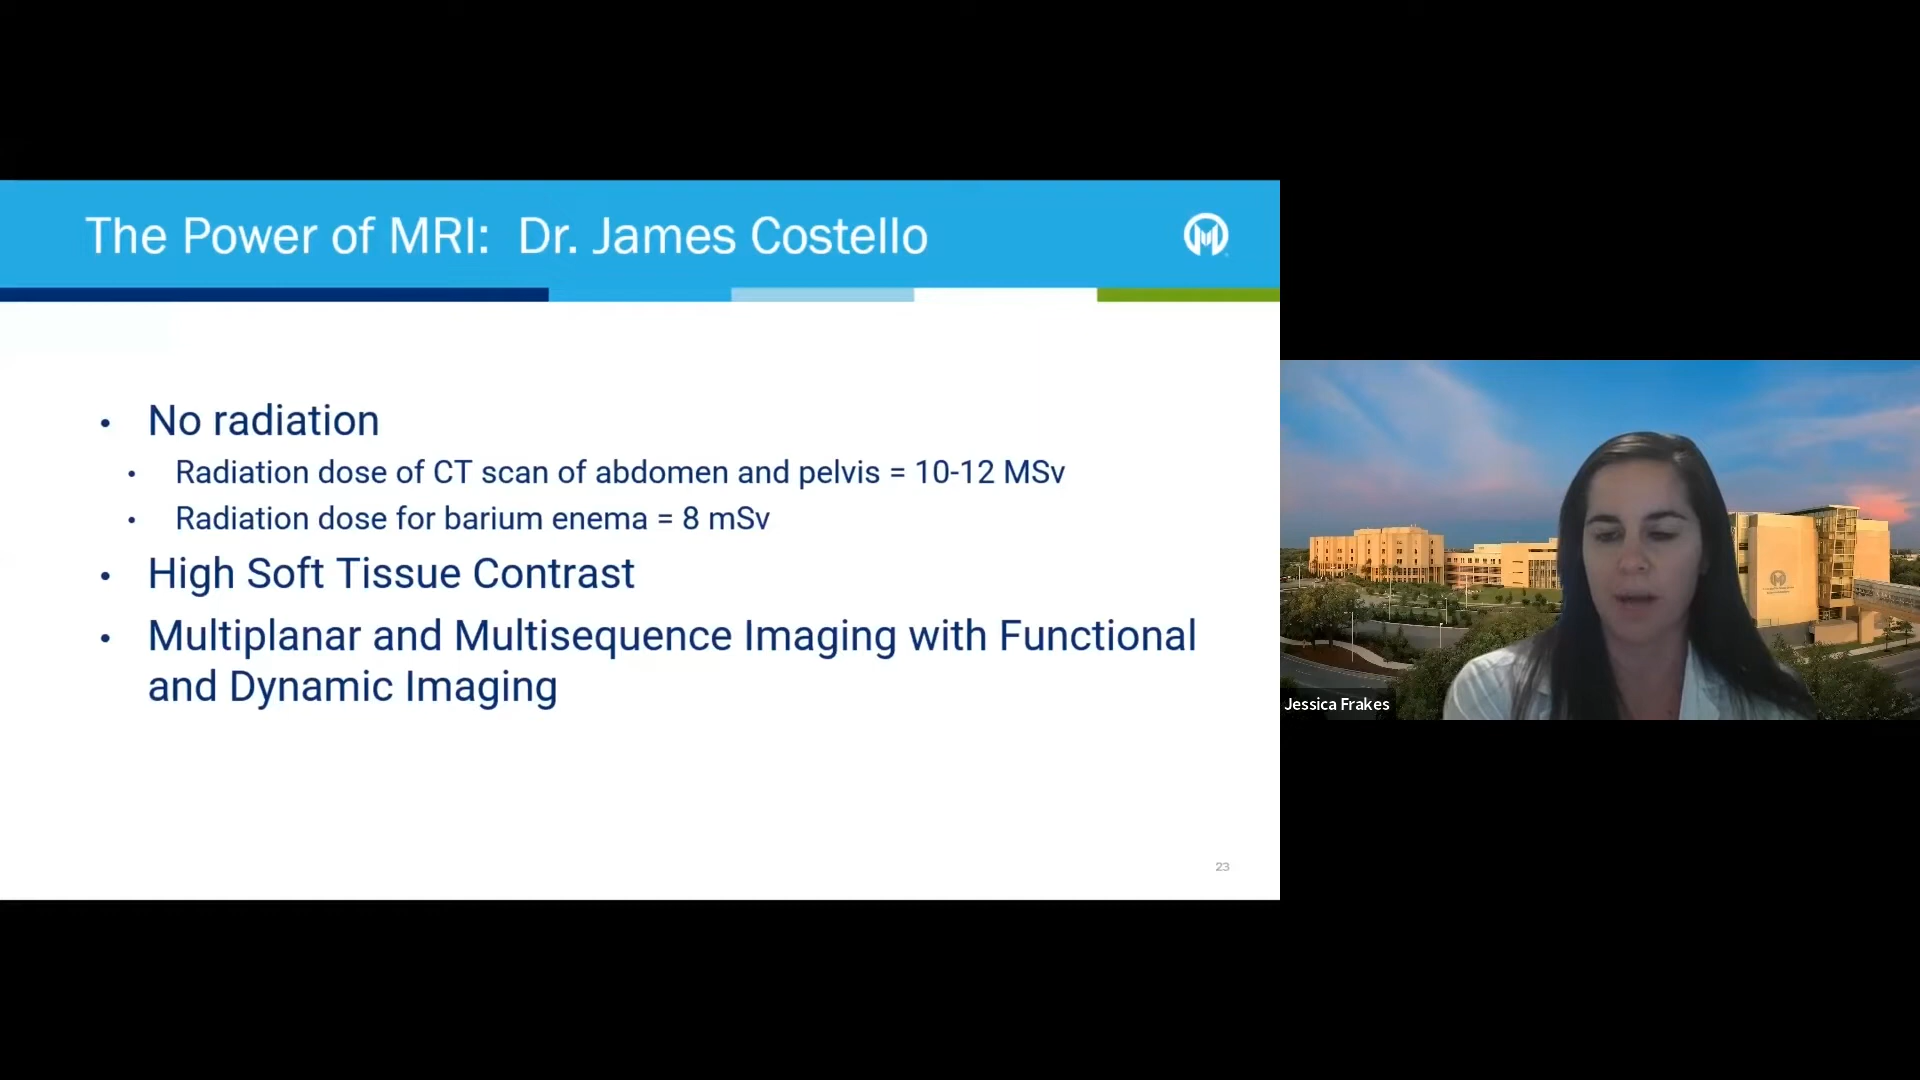 The Power of MRI: Dr. James Costello
• No radiation
• Radiation dose of CT scan of abdomen and pelvis = 10-12 MSv
• Radiation dose for barium enema = 8 mSv
• High Soft Tissue Contrast
• Multiplanar and Multisequence Imaging with Functional
and Dynamic Imaging
23
Jessica Frakes